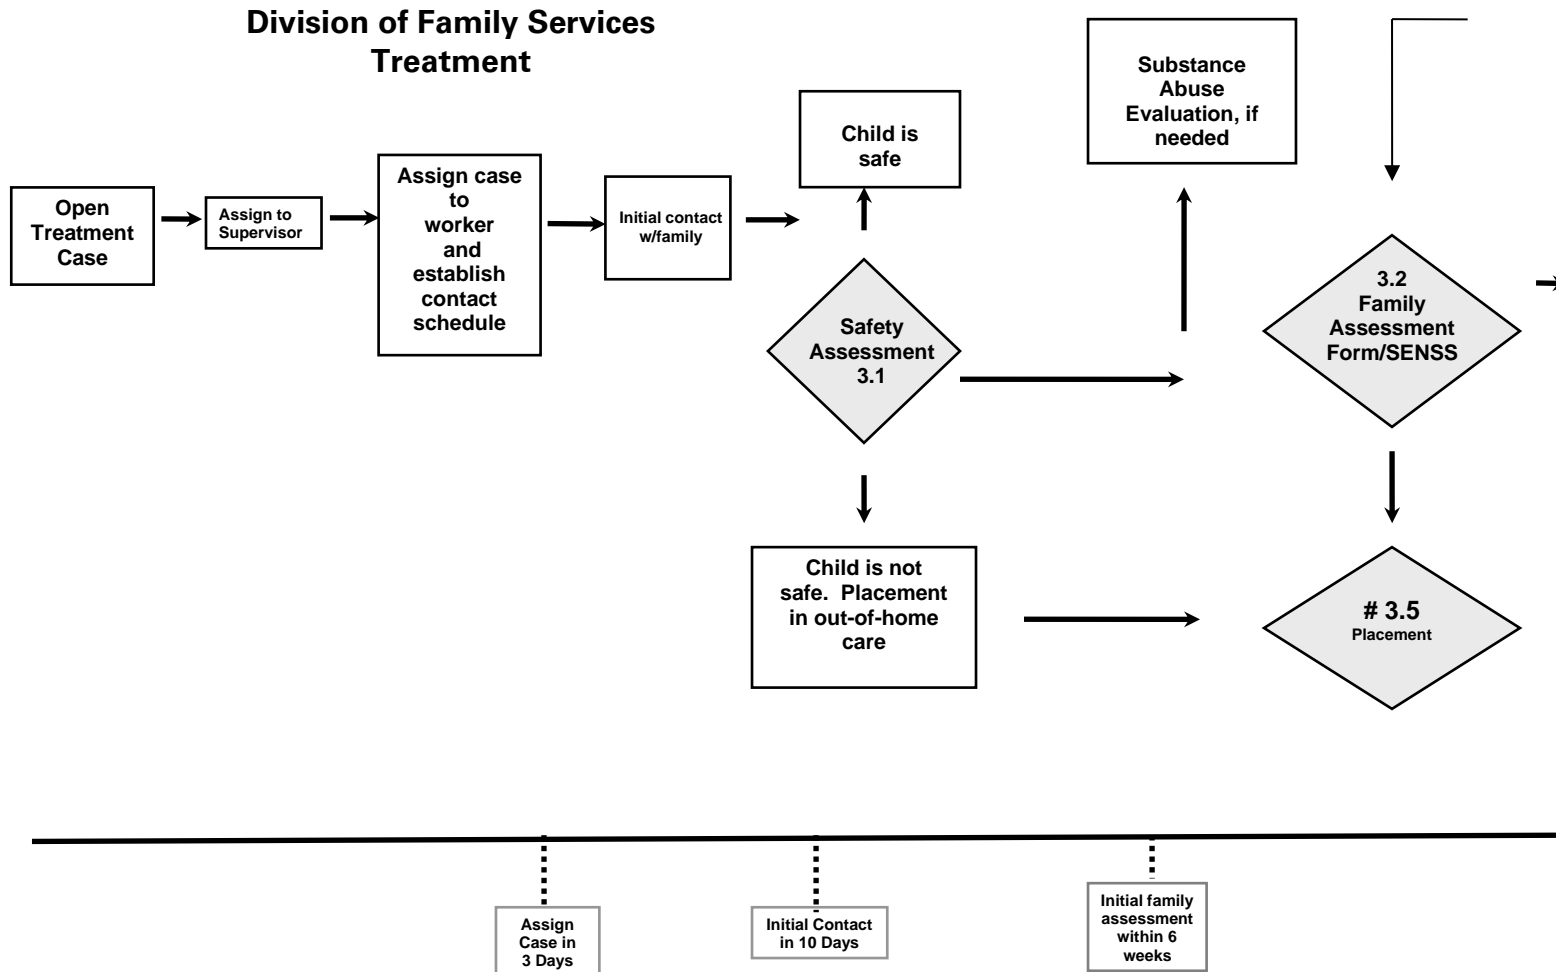 Division of Family Services
Treatment
Open
Treatment
Case
Assign to
Supervisor
Assign case
to
worker
and
establish
contact
schedule
Initial contact
w/family
Child is
safe
Safety
Assessment
3.1
Child is not
safe.  Placement
in out-of-home
care
Substance
Abuse
Evaluation, if
needed
3.2
Family
Assessment
Form/SENSS
# 3.5
Placement
Assign
Case in
3 Days
Initial Contact
in 10 Days
Initial family
assessment
within 6
weeks